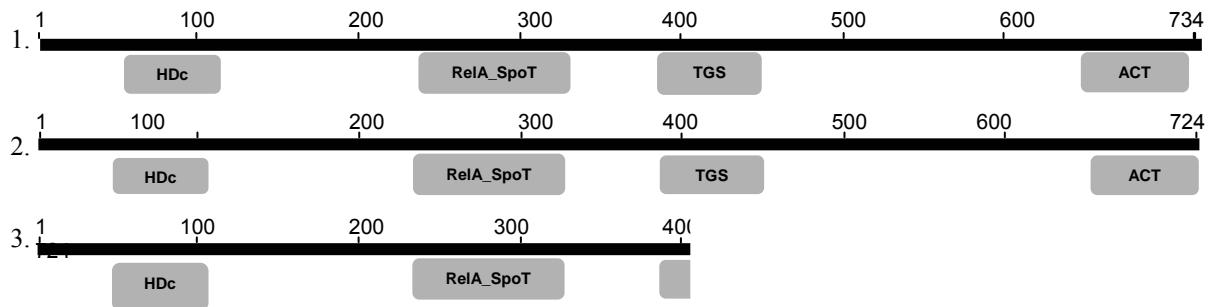 1 100 200 300 400 500 600 734
1.
HDc RelA_SpoT TGS ACT
1 100 200 300 400 500 600 724
2.
HDc RelA_SpoT TGS ACT
1 100 200 300 400
3.
HDc RelA_SpoT